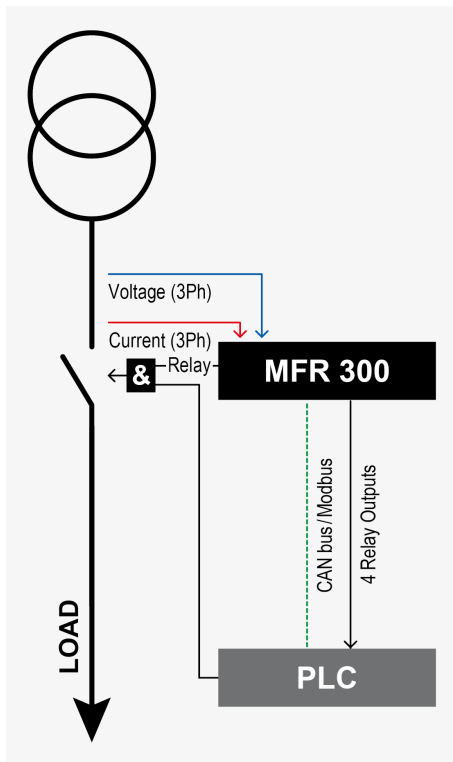 Voltage (3Ph)
Current (3Ph)
& Relay
MFR 300
CAN bus/Modbus
4 Relay Outputs
LOAD
PLC